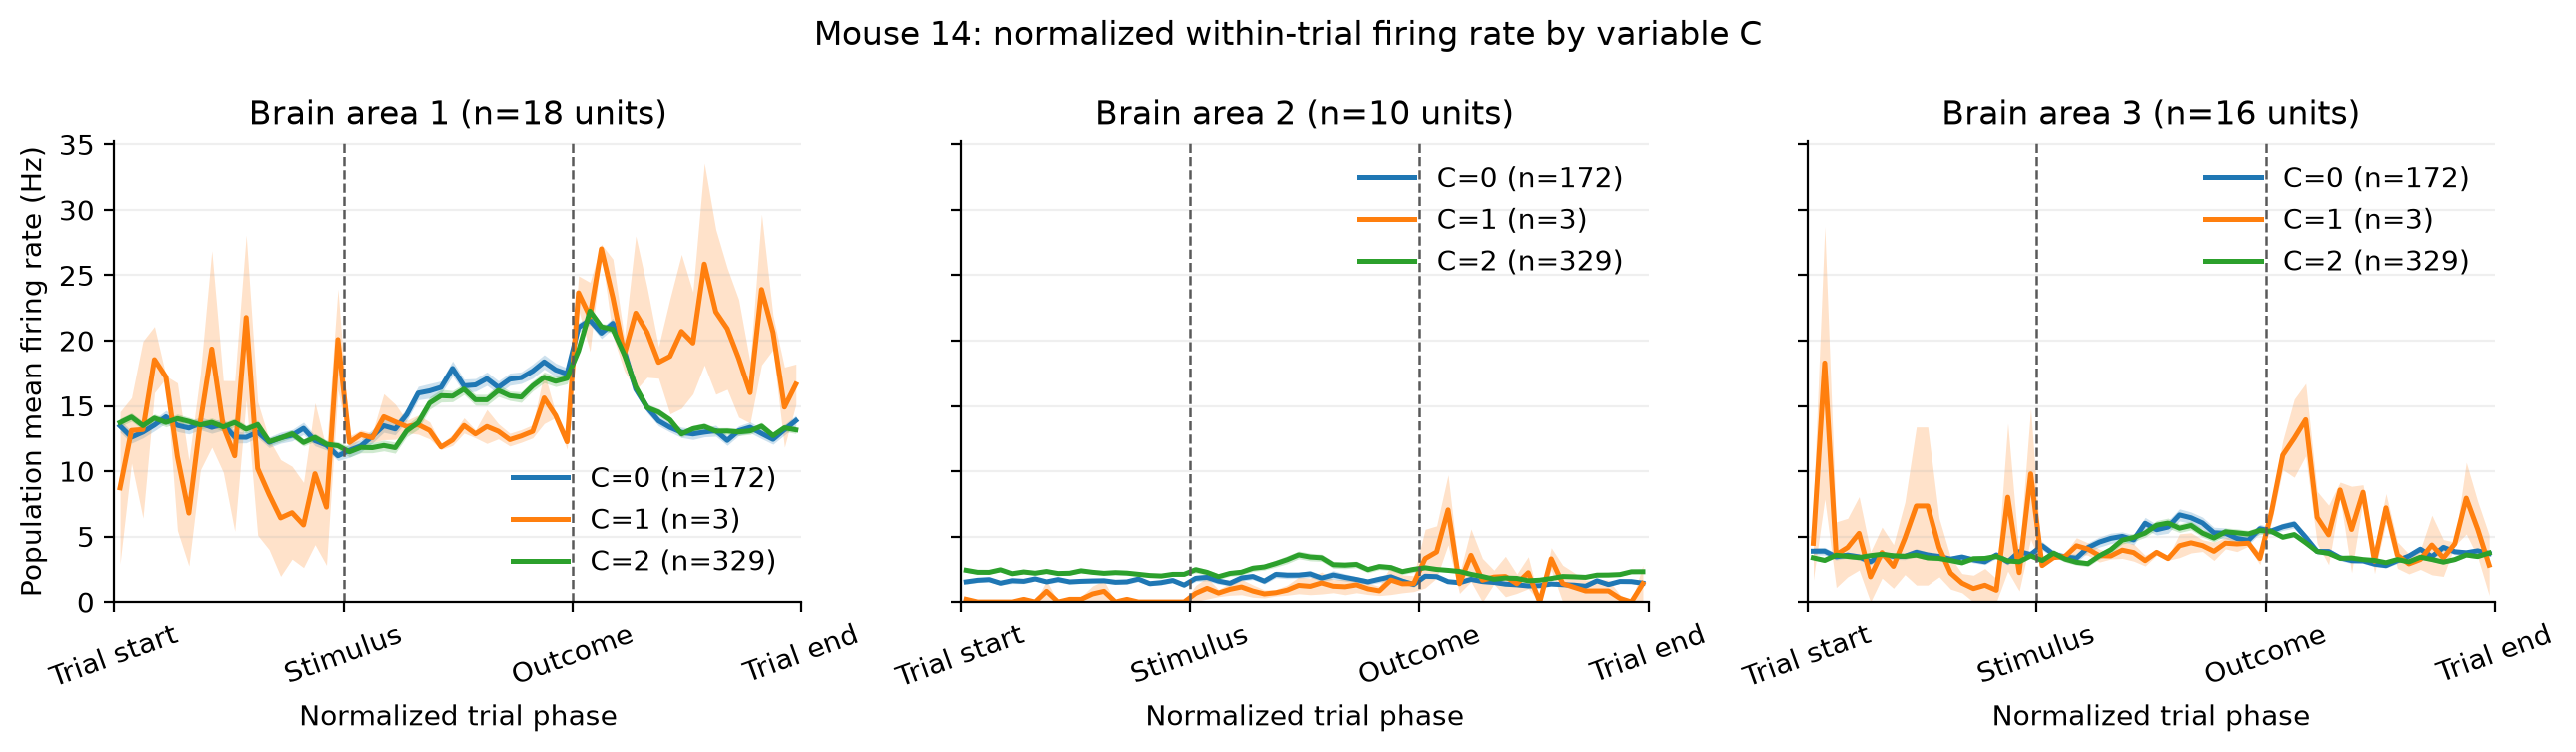 Mouse 14: normalized within-trial firing rate by variable C
Brain area 1 (n=18 units)
Population mean firing rate (Hz)
35
30
25
20
15
10
5
0
C=0 (n=172)
C=1 (n=3)
C=2 (n=329)
Trial start
Stimulus
Outcome
Trial end
Normalized trial phase
Brain area 2 (n=10 units)
C=0 (n=172)
C=1 (n=3)
C=2 (n=329)
Trial start
Stimulus
Outcome
Trial end
Normalized trial phase
Brain area 3 (n=16 units)
C=0 (n=172)
C=1 (n=3)
C=2 (n=329)
Trial start
Stimulus
Outcome
Trial end
Normalized trial phase